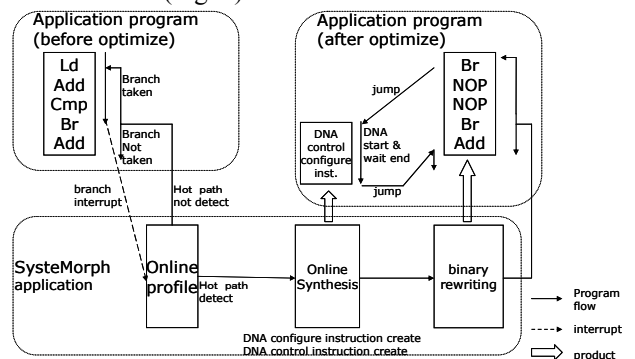 Application program
(before optimize)
Ld
Add
Cmp
Br
Add
Branch
taken
Branch
Not
taken
branch
interrupt
Hot path
not detect
Application program
(after optimize)
jump
DNA
control
configure
inst.
DNA
start &
wait end
jump
Br
NOP
NOP
Br
Add
SysteMorph
application
Online
profile
Hot path
detect
Online
Synthesis
binary
rewriting
DNA configure instruction create
DNA control instruction create
Program
flow
interrupt
product